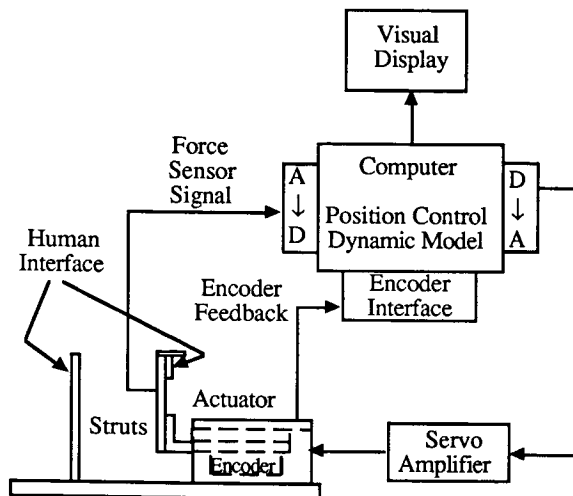 Visual
Display
Force
Sensor
Signal
A
↓
D
Computer
Position Control
Dynamic Model
D
↓
A
Human
Interface
Encoder
Feedback
Encoder
Interface
Struts
Actuator
Encoder
Servo
Amplifier